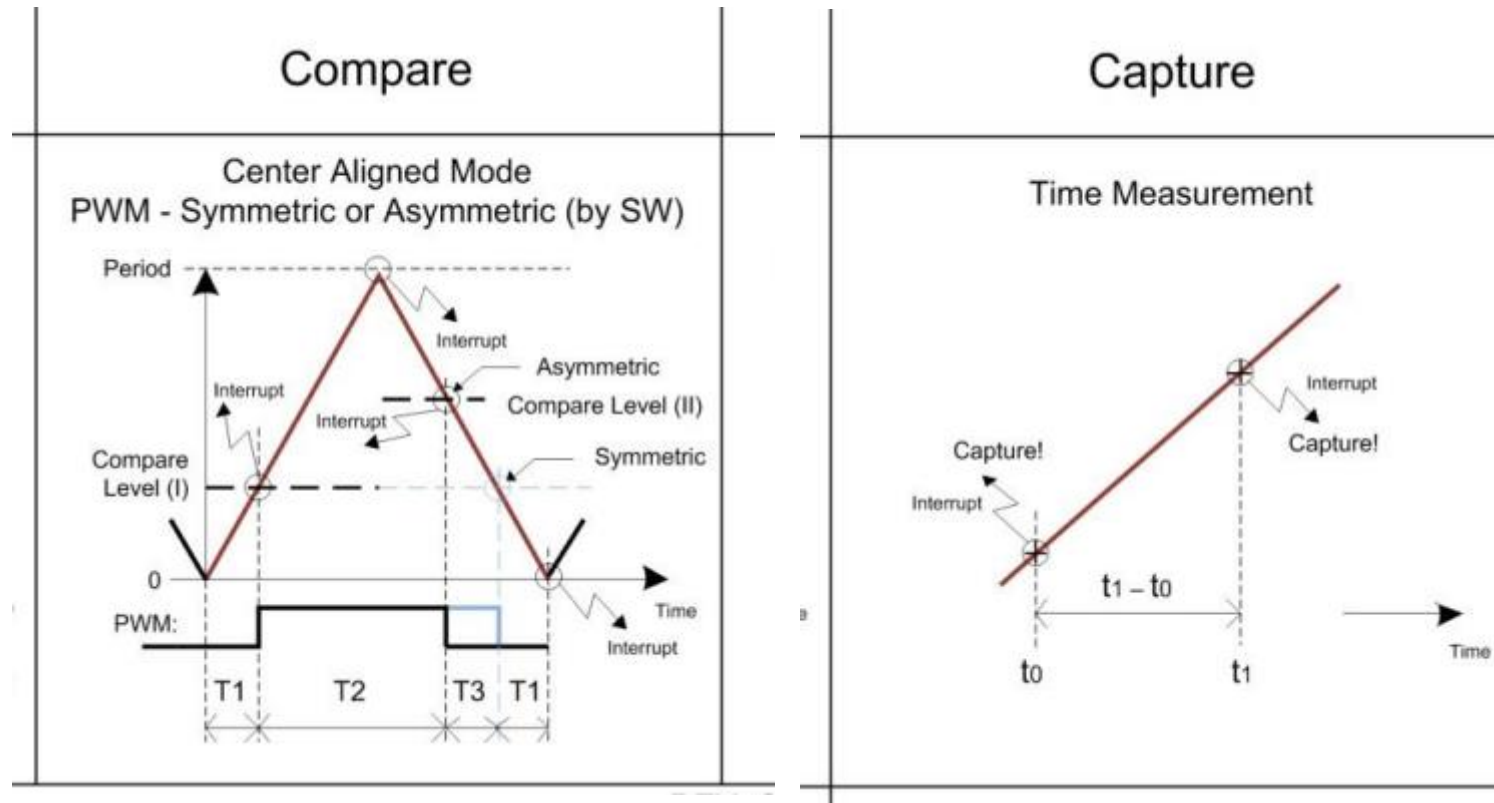 Compare
Center Aligned Mode
PWM - Symmetric or Asymmetric (by SW)
Period
Interrupt
Asymmetric
Interrupt
Compare Level (II)
Interrupt
Compare
Level (I)
Symmetric
0
Time
PWM:
Interrupt
T1 T2 T3 T1
Capture
Time Measurement
Interrupt
Capture!
Capture!
Interrupt
t1 – t0
Time
t0 t1